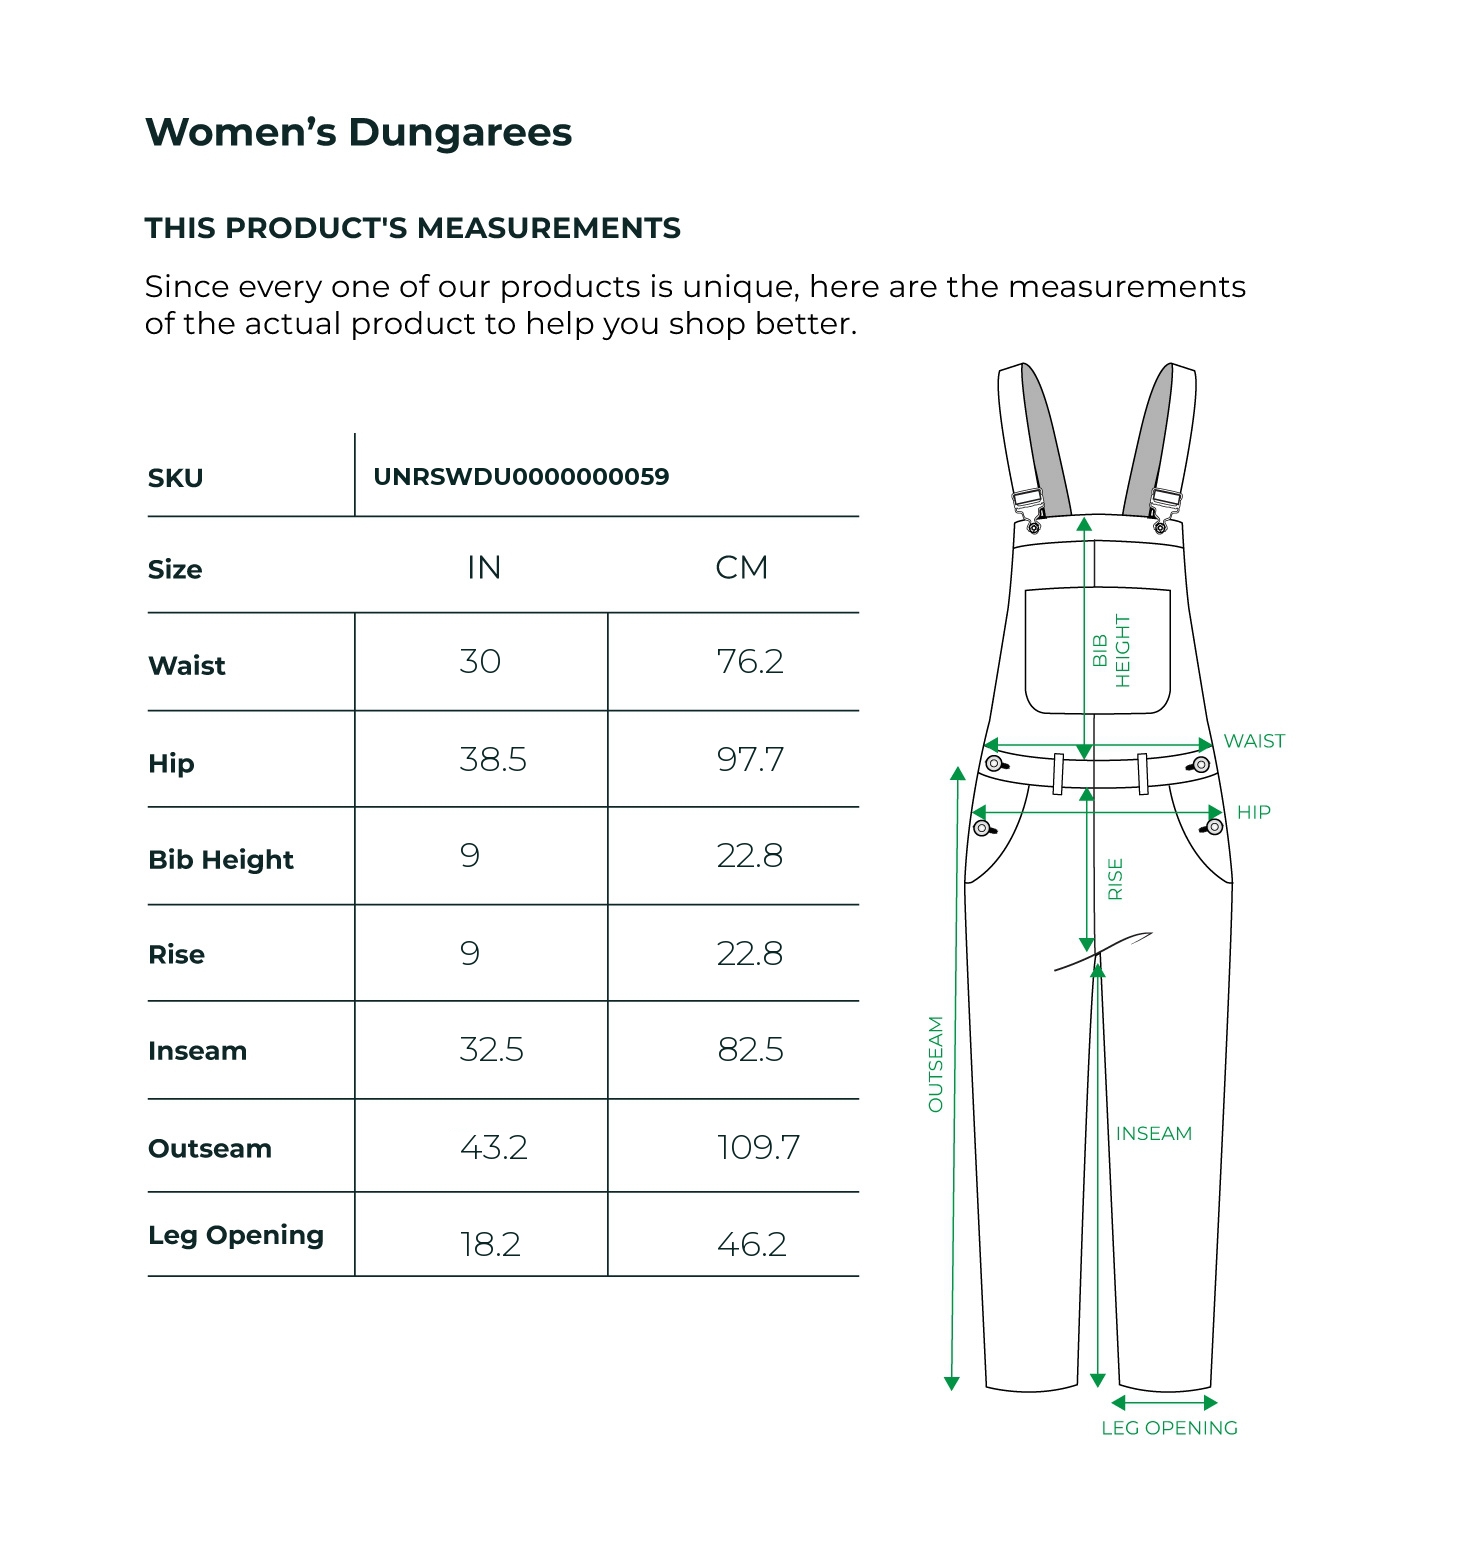 Women’s Dungarees
THIS PRODUCT'S MEASUREMENTS
Since every one of our products is unique, here are the measurements
of the actual product to help you shop better.
SKU UNRSWDU0000000059
Size IN CM
Waist 30 76.2
Hip 38.5 97.7
Bib Height 9 22.8
Rise 9 22.8
Inseam 32.5 82.5
Outseam 43.2 109.7
Leg Opening 18.2 46.2
BIB
HEIGHT
WAIST
HIP
RISE
OUTSEAM
INSEAM
LEG OPENING